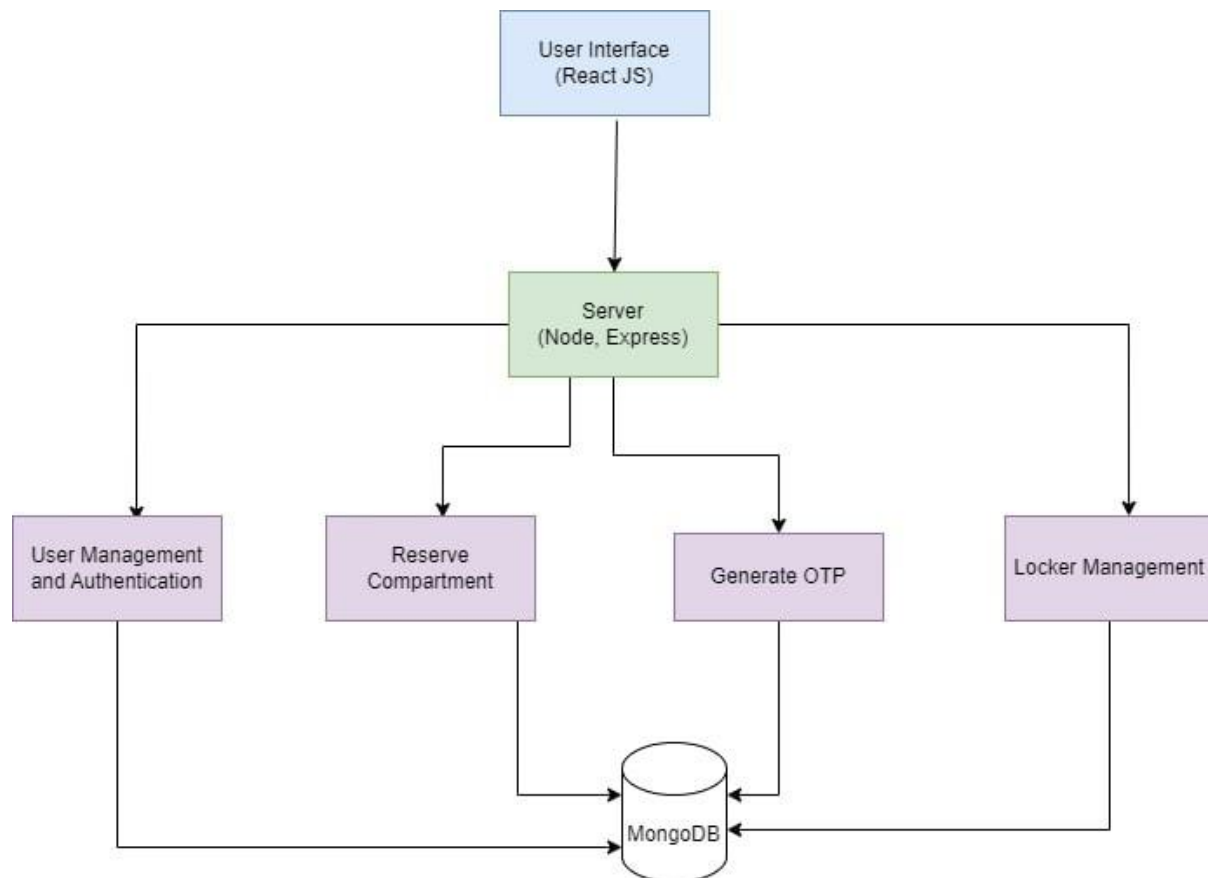 User Interface
(React JS)
Server
(Node, Express)
User Management
and Authentication
Reserve
Compartment
Generate OTP
Locker Management
MongoDB